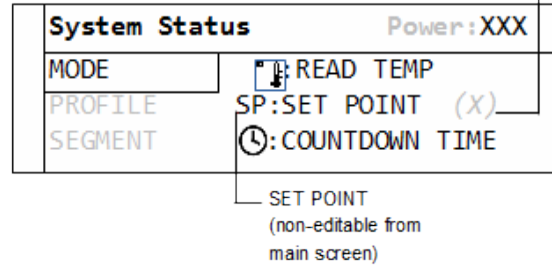 System Status Power:XXX
MODE :READ TEMP
PROFILE SP:SET POINT (X)
SEGMENT :COUNTDOWN TIME
SET POINT
(non-editable from
main screen)